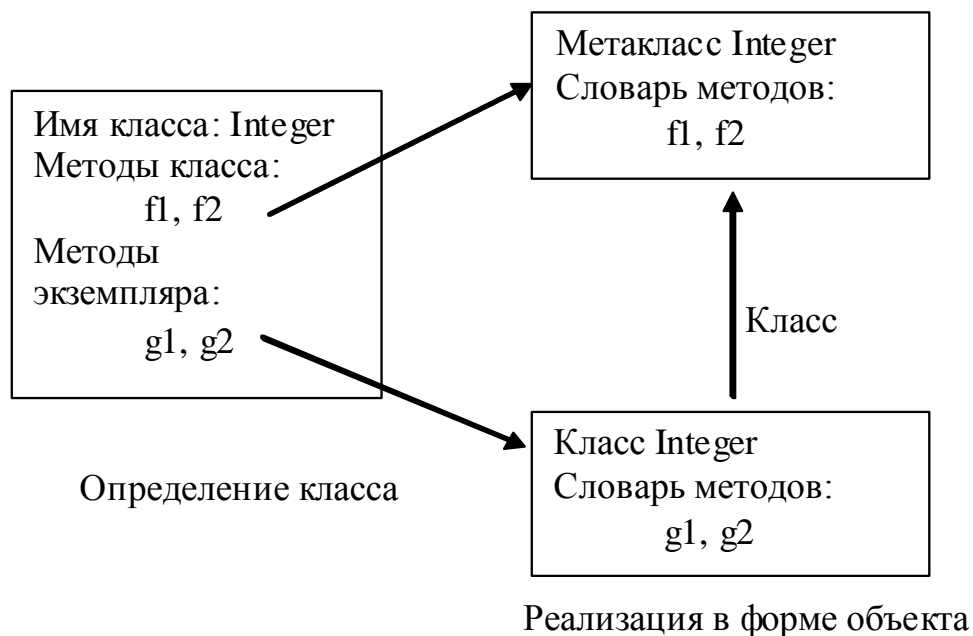 Имя класса: Integer
Методы класса:
f1, f2
Методы
экземпляра:
g1, g2
Определение класса
Метакласс Integer
Словарь методов:
f1, f2
Класс
Класс Integer
Словарь методов:
g1, g2
Реализация в форме объекта